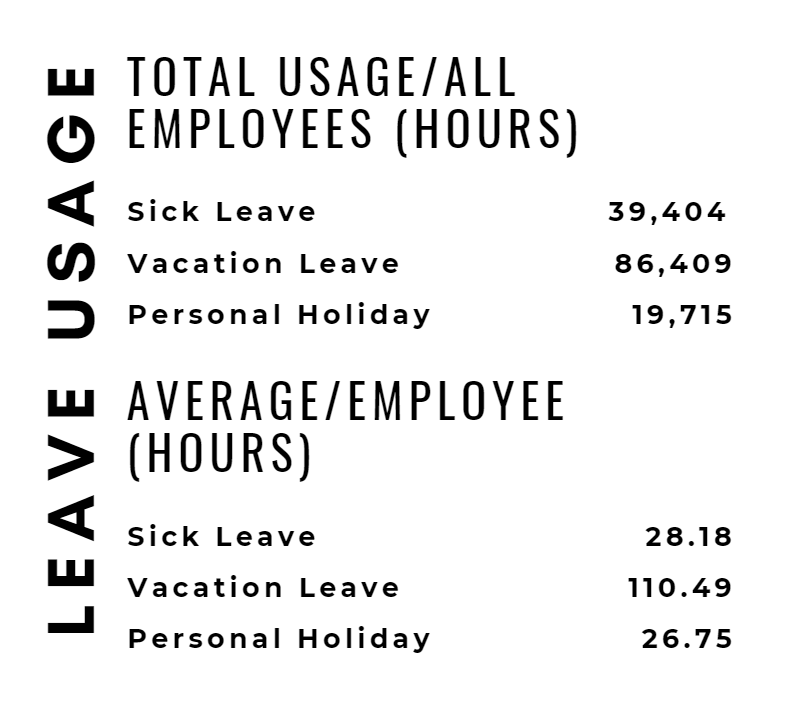 LEAVE USAGE
TOTAL USAGE/ALL
EMPLOYEES (HOURS)
Sick Leave 39,404
Vacation Leave 86,409
Personal Holiday 19,715
AVERAGE/EMPLOYEE
(HOURS)
Sick Leave 28.18
Vacation Leave 110.49
Personal Holiday 26.75